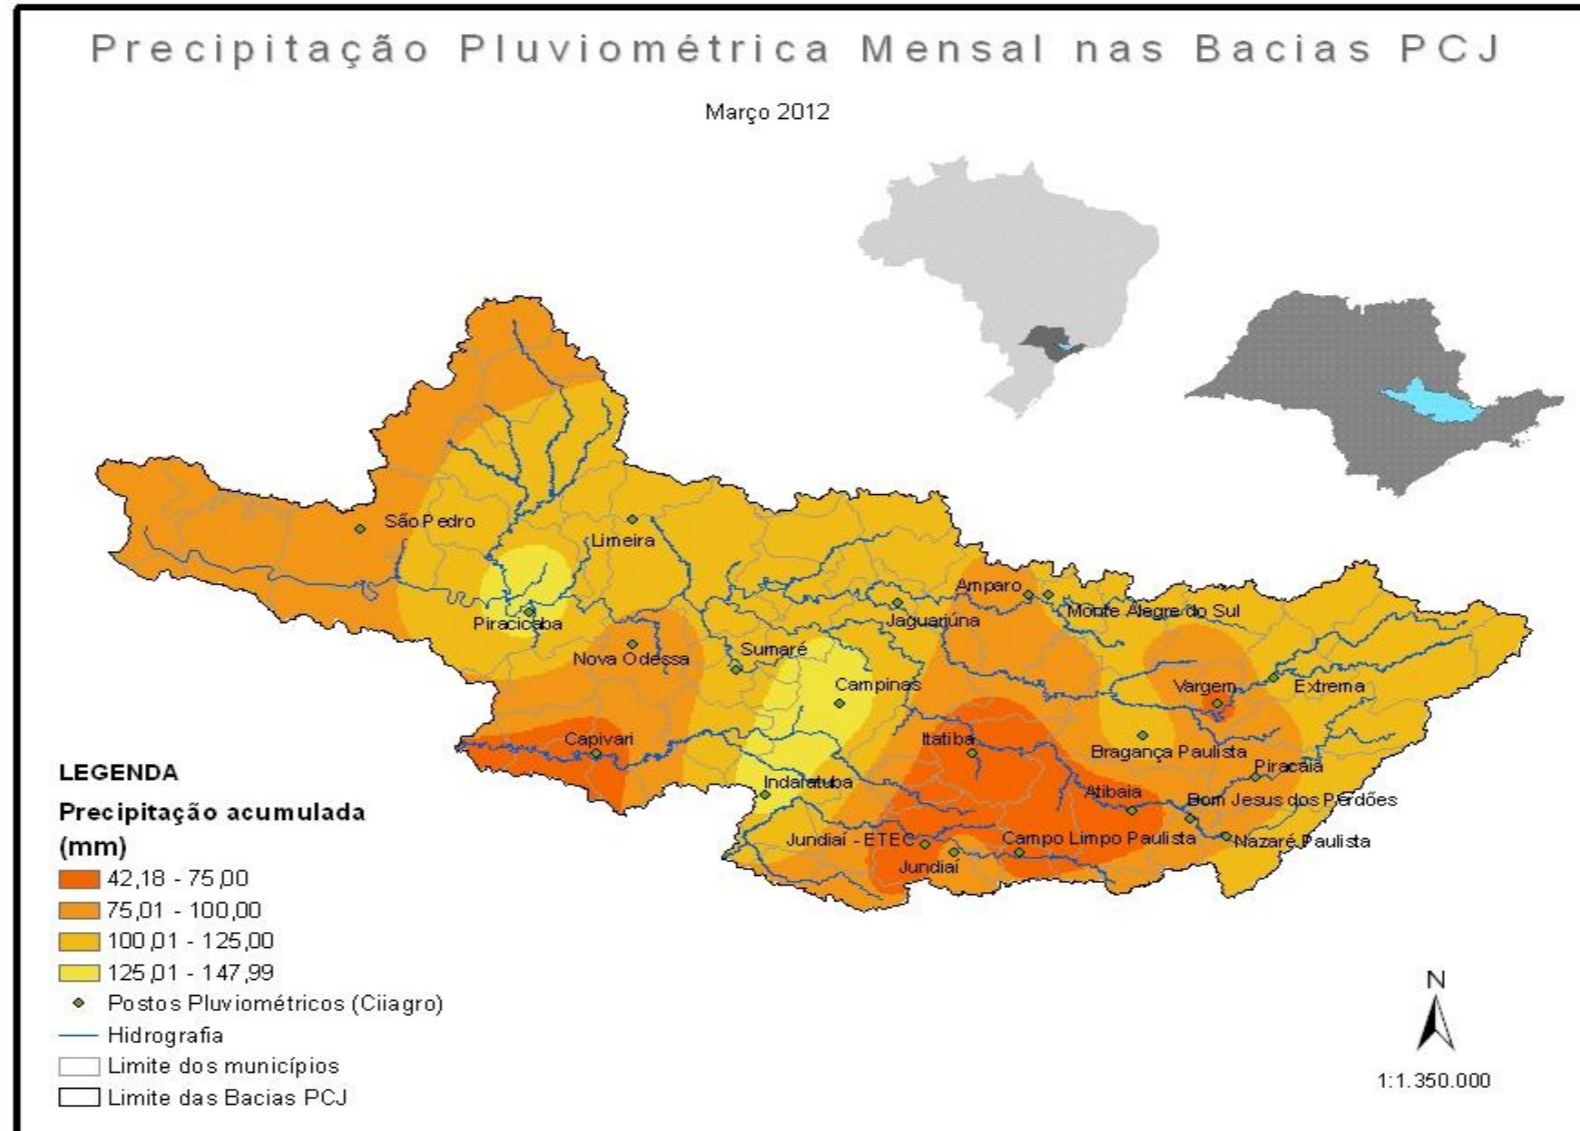 Precipitação Pluviométrica Mensal nas Bacias PCJ
Março 2012
São Pedro
Limeira
Piracicaba
Amparo
Monte Alegre do Sul
Jaguariúna
Nova Odessa
Sumaré
Campinas
Vargem
Extrema
Capivari
Itatiba
Bragança Paulista
Piracaia
Indaiatuba
Atibaia
Bom Jesus dos Perdões
Jundiaí - ETEC
Campo Limpo Paulista
Nazaré Paulista
Jundiaí
LEGENDA
Precipitação acumulada
(mm)
42,18 - 75,00
75,01 - 100,00
100,01 - 125,00
125,01 - 147,99
Postos Pluviométricos (Ciiagro)
Hidrografia
Limite dos municípios
Limite das Bacias PCJ
N
1:1.350.000